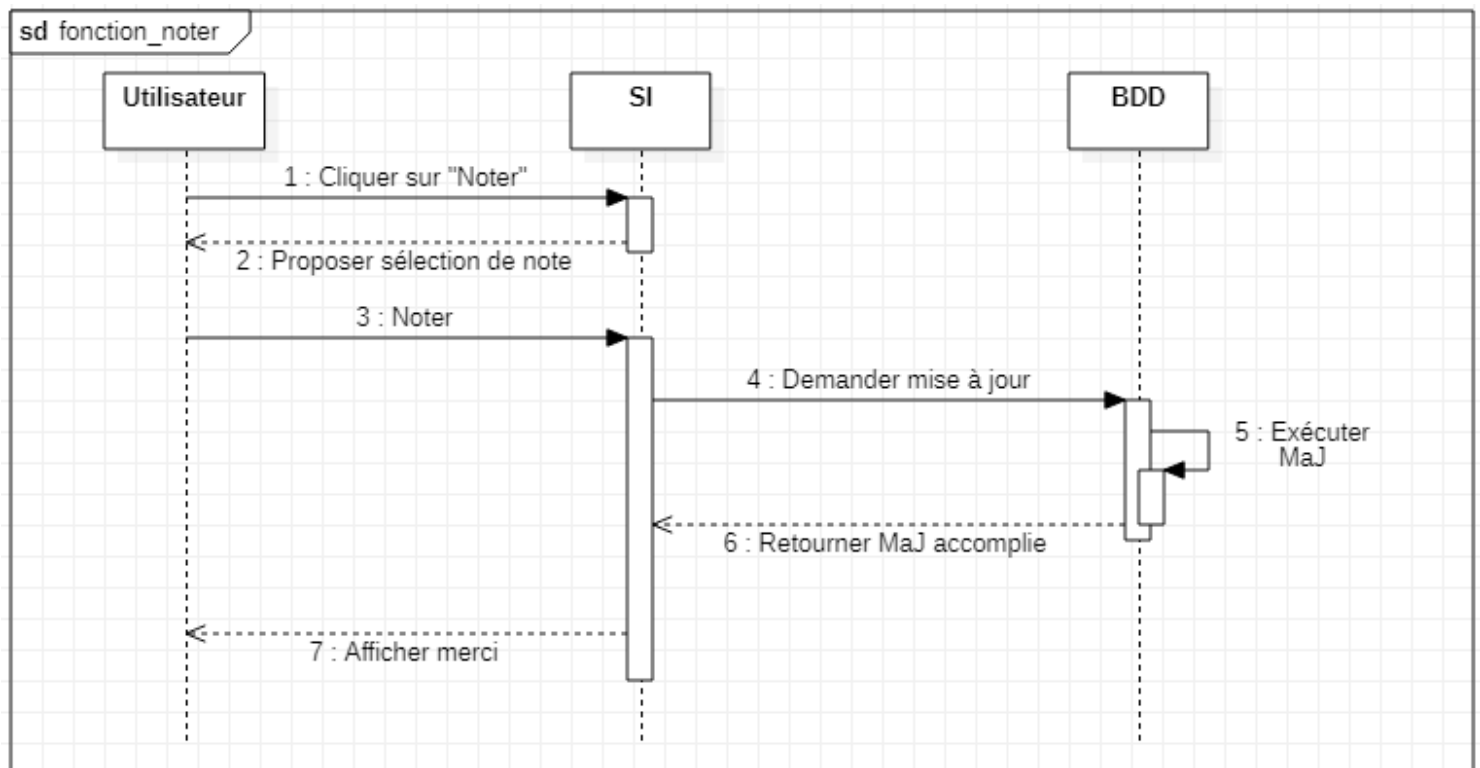 sd fonction_noter
Utilisateur
SI
BDD
1 : Cliquer sur "Noter"
2 : Proposer sélection de note
3 : Noter
4 : Demander mise à jour
5 : Exécuter
MaJ
6 : Retourner MaJ accomplie
7 : Afficher merci